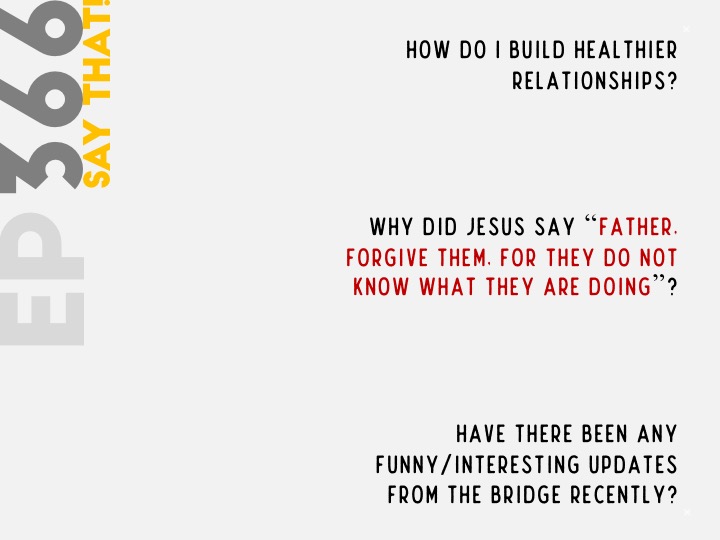 EP 366
SAY THAT!
HOW DO I BUILD HEALTHIER
RELATIONSHIPS?
WHY DID JESUS SAY “FATHER,
FORGIVE THEM, FOR THEY DO NOT
KNOW WHAT THEY ARE DOING”?
HAVE THERE BEEN ANY
FUNNY/INTERESTING UPDATES
FROM THE BRIDGE RECENTLY?